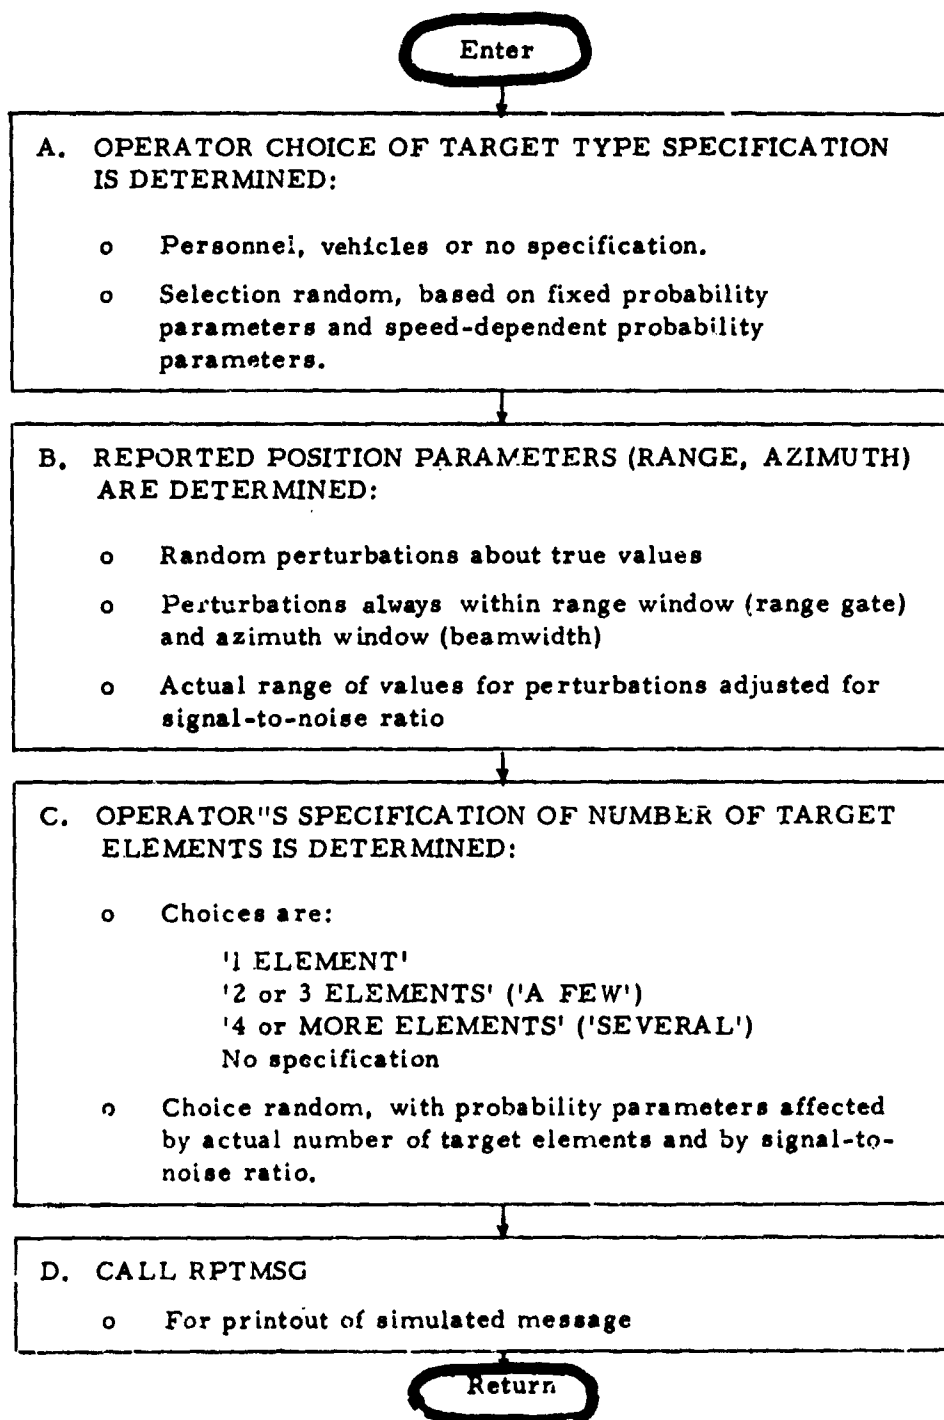 Enter
A. OPERATOR CHOICE OF TARGET TYPE SPECIFICATION
IS DETERMINED:
o Personnel, vehicles or no specification.
o Selection random, based on fixed probability
parameters and speed-dependent probability
parameters.
B. REPORTED POSITION PARAMETERS (RANGE, AZIMUTH)
ARE DETERMINED:
o Random perturbations about true values
o Perturbations always within range window (range gate)
and azimuth window (beamwidth)
o Actual range of values for perturbations adjusted for
signal-to-noise ratio
C. OPERATOR"S SPECIFICATION OF NUMBER OF TARGET
ELEMENTS IS DETERMINED:
o Choices are:
'1 ELEMENT'
'2 or 3 ELEMENTS' ('A FEW')
'4 or MORE ELEMENTS' ('SEVERAL')
No specification
o Choice random, with probability parameters affected
by actual number of target elements and by signal-to-
noise ratio.
D. CALL RPTMSG
o For printout of simulated message
Return